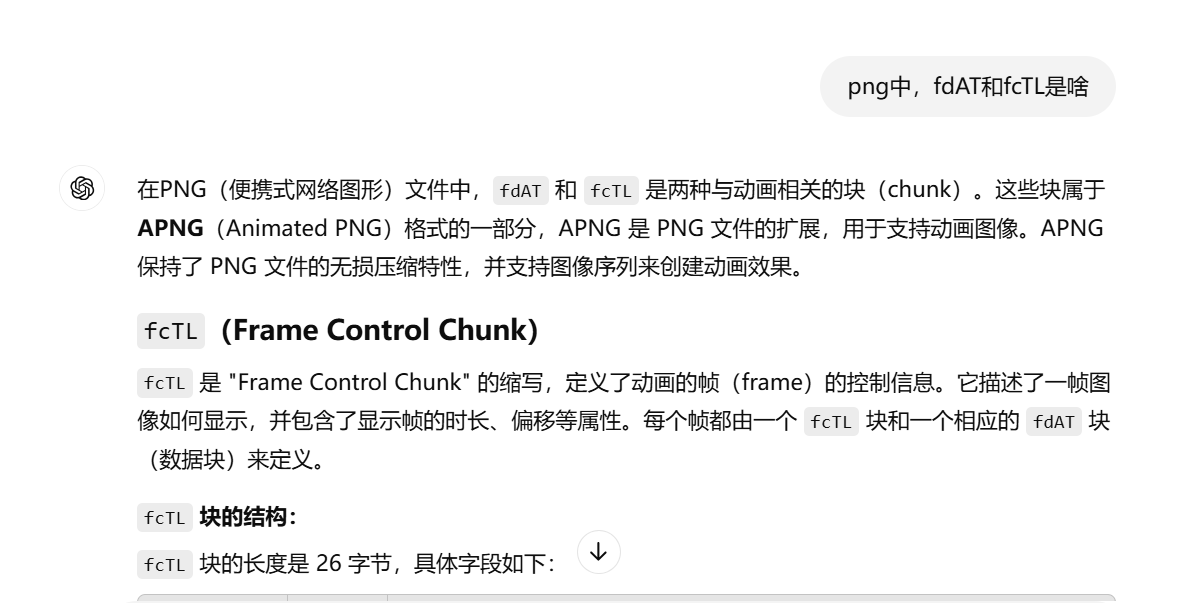 png中，fdAT和fcTL是啥
在PNG（便携式网络图形）文件中，fdAT 和 fcTL 是两种与动画相关的块（chunk）。这些块属于
APNG（Animated PNG）格式的一部分，APNG 是 PNG 文件的扩展，用于支持动画图像。APNG
保持了 PNG 文件的无损压缩特性，并支持图像序列来创建动画效果。
fcTL（Frame Control Chunk）
fcTL 是 "Frame Control Chunk" 的缩写，定义了动画的帧（frame）的控制信息。它描述了一帧图
像如何显示，并包含了显示帧的时长、偏移等属性。每个帧都由一个 fcTL 块和一个相应的 fdAT 块
（数据块）来定义。
fcTL 块的结构：
fcTL 块的长度是 26 字节，具体字段如下：